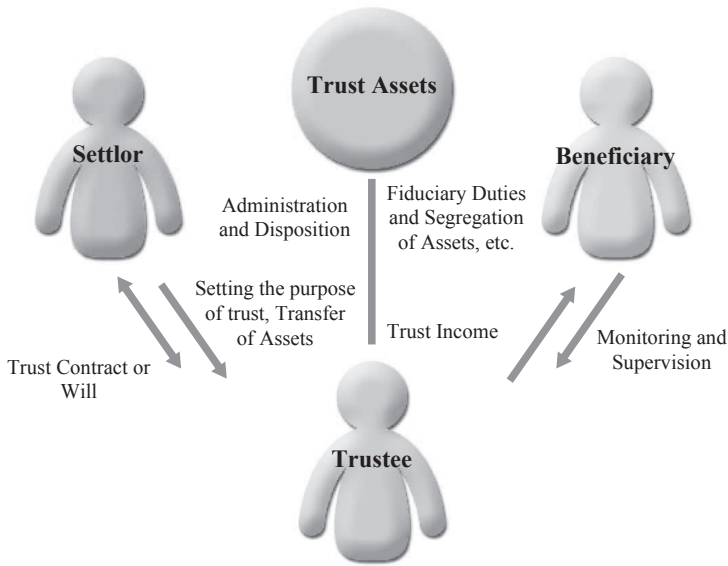 Trust Assets
Settlor
Beneficiary
Administration
and Disposition
Fiduciary Duties
and Segregation
of Assets, etc.
Setting the purpose
of trust, Transfer
of Assets
Trust Income
Trust Contract or
Will
Monitoring and
Supervision
Trustee